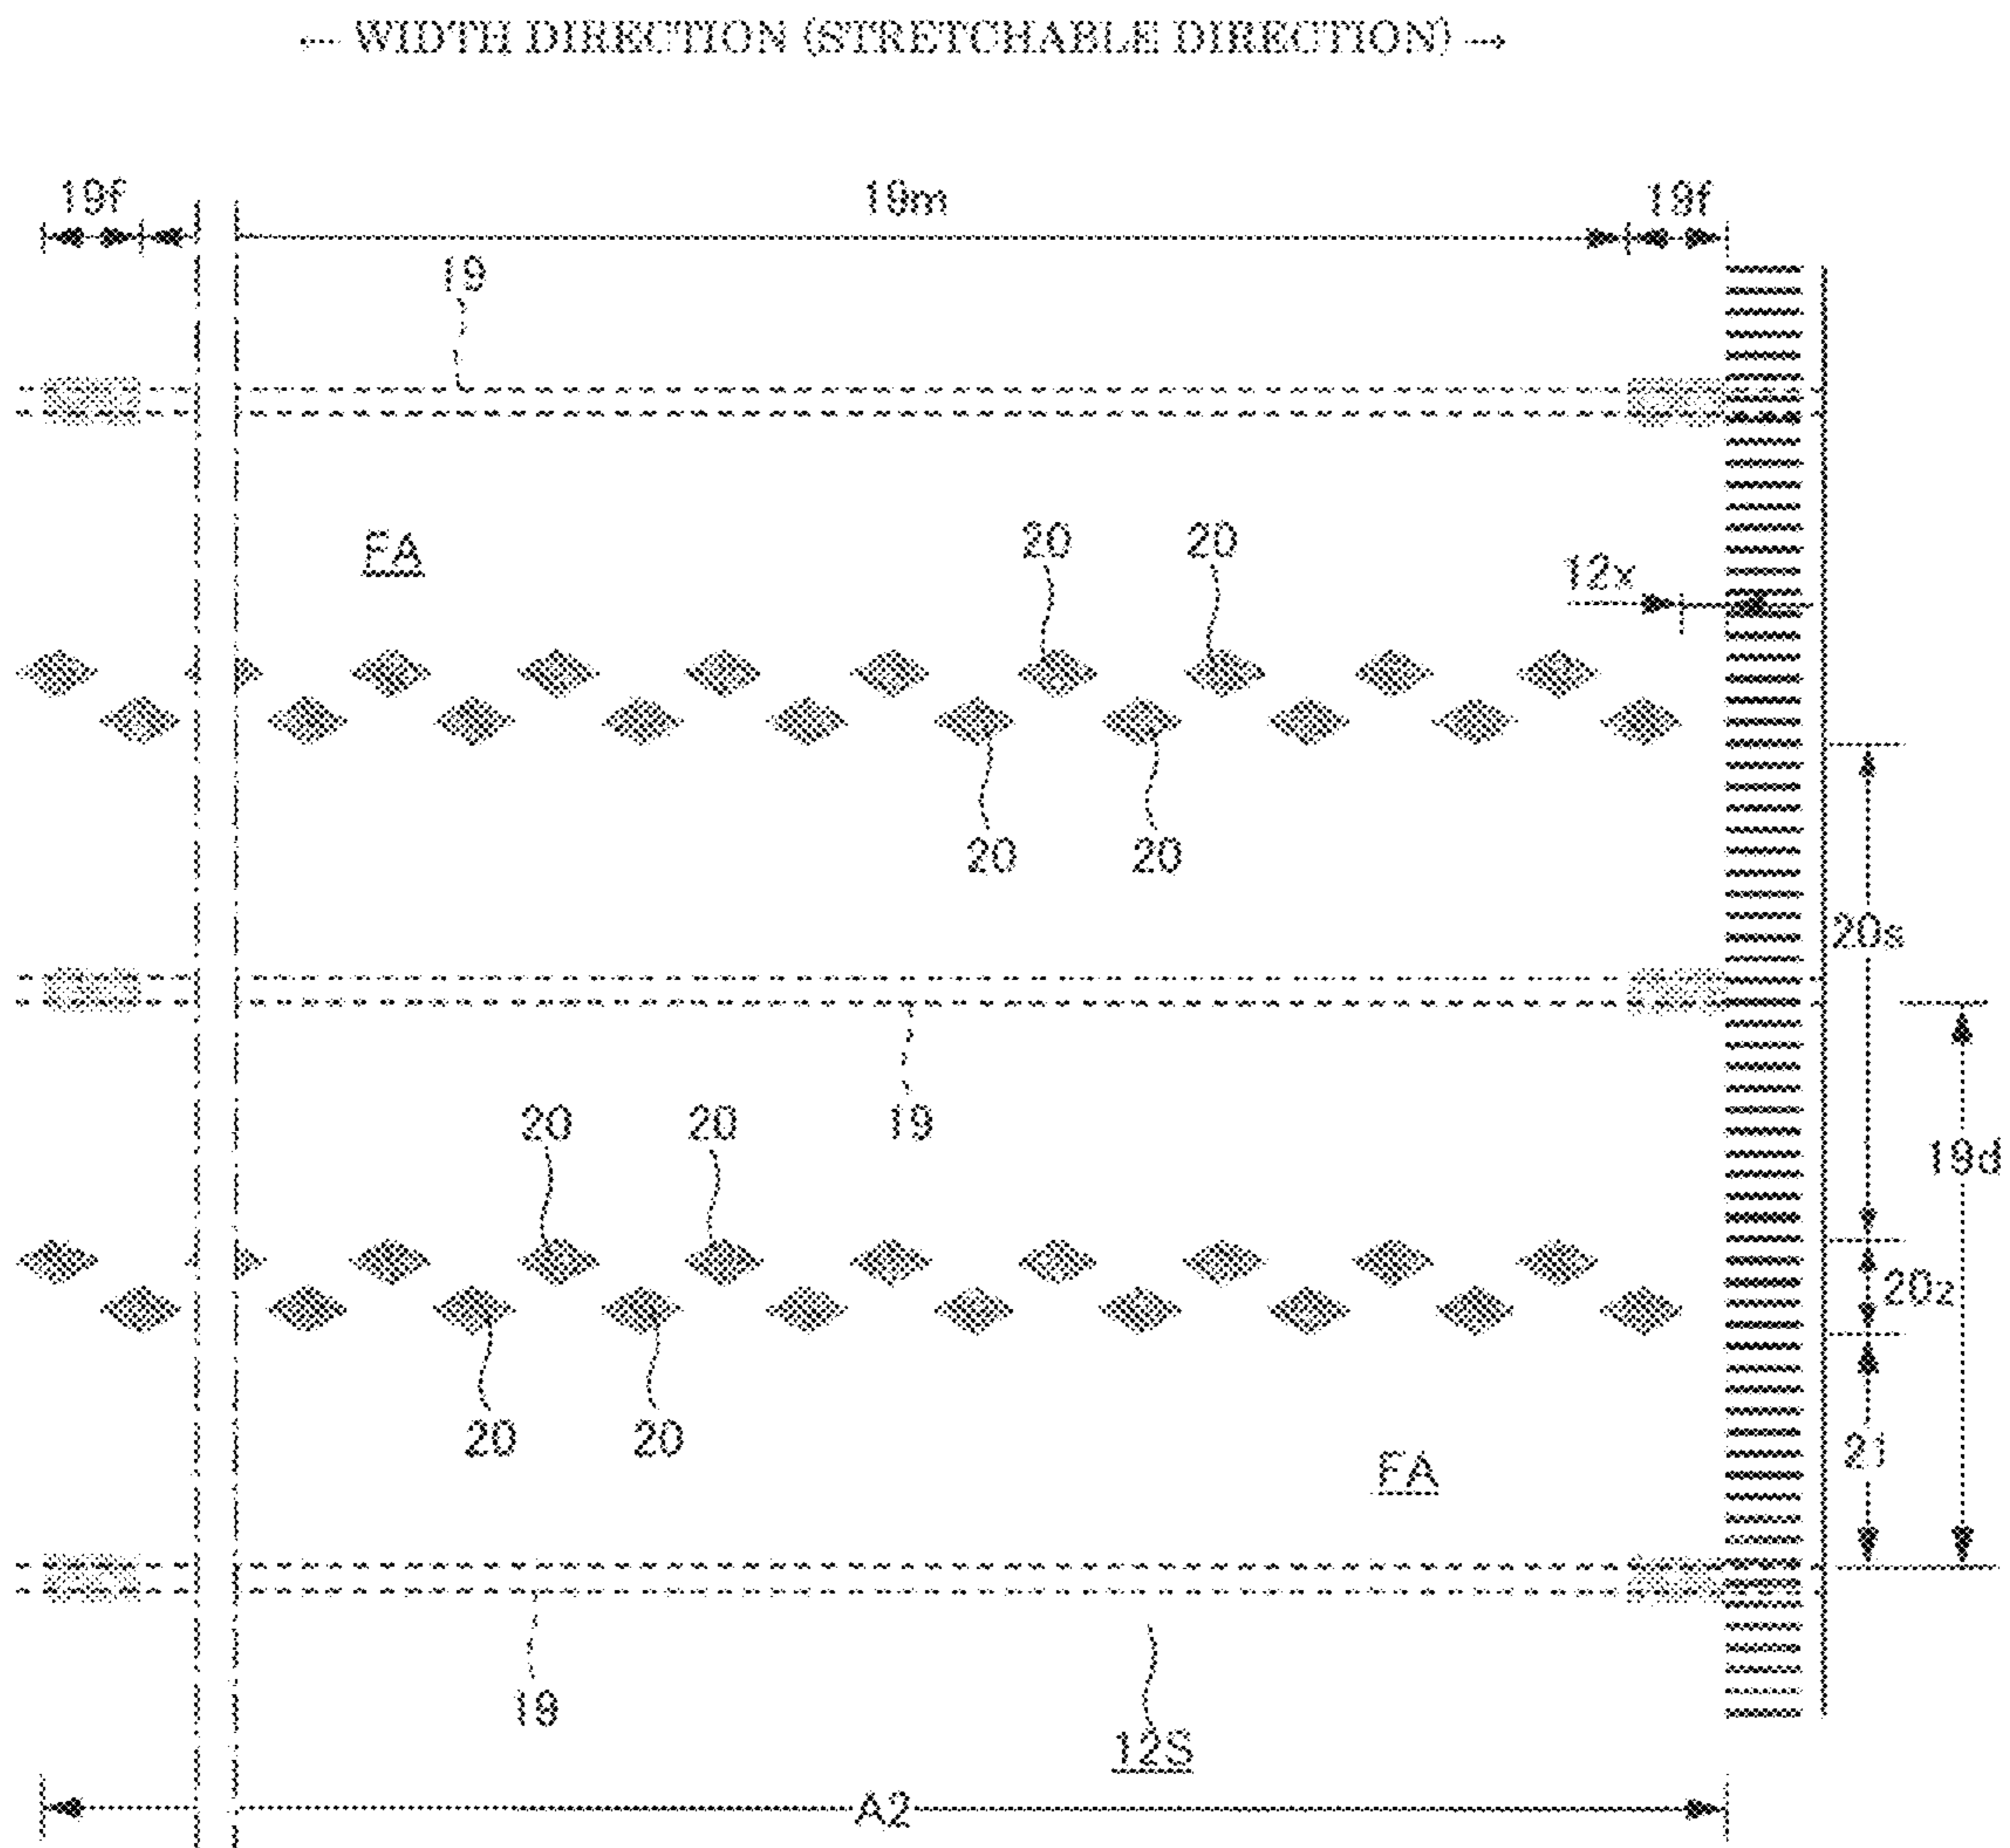 ← WIDTH DIRECTION (STRETCHABLE DIRECTION) →
19f 19m 19f
19
FA 20 20 12x
20 20
20s
20 20 19 19d
20z
20 20 21
FA
19
12S
A2